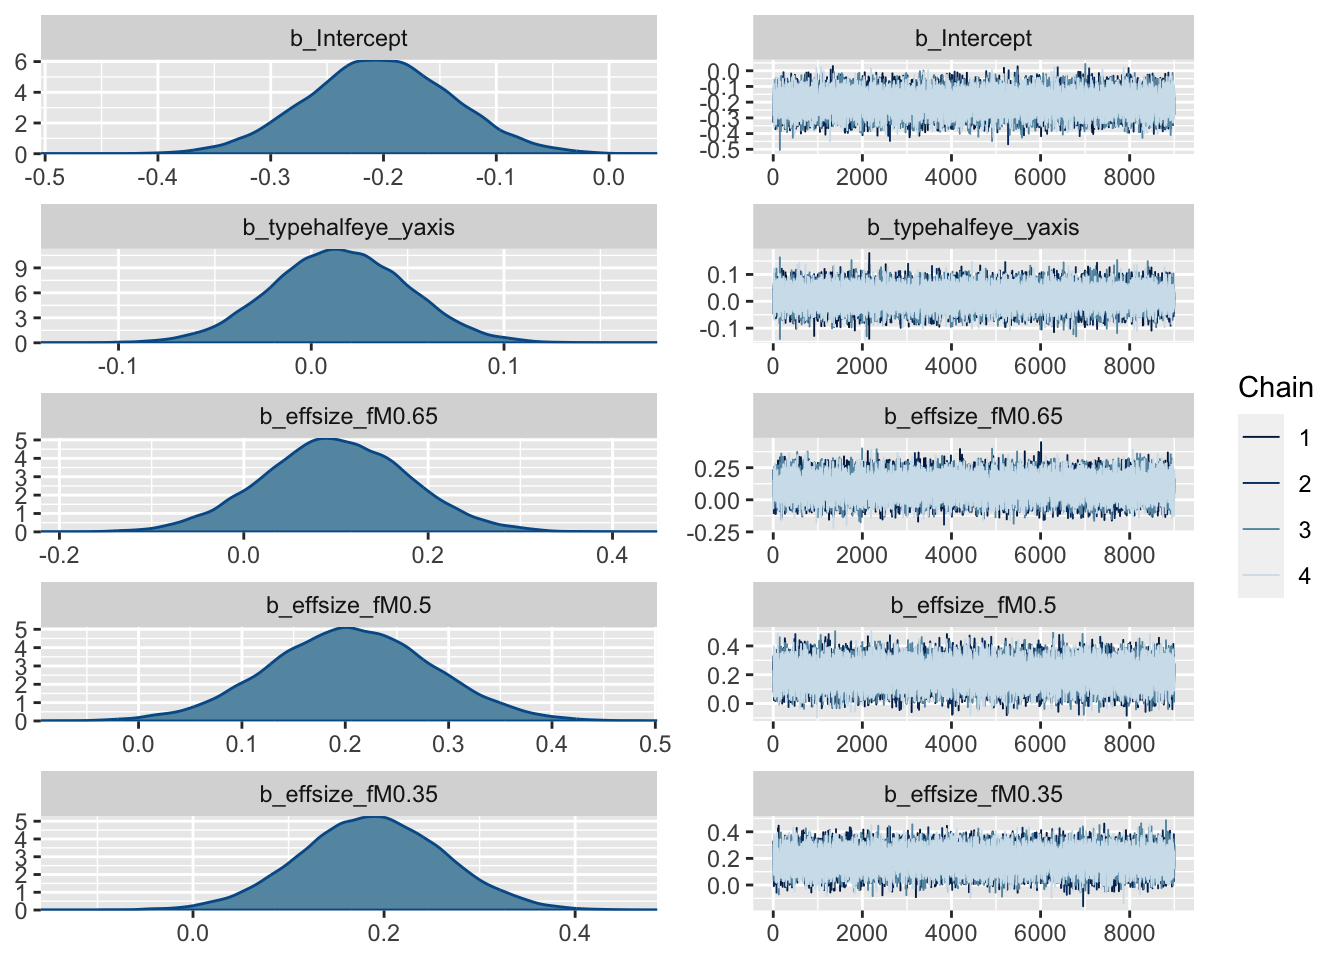 b_Intercept
6
4
2
0
-0.5 -0.4 -0.3 -0.2 -0.1 0.0
b_Intercept
0.0
-0.1
-0.2
-0.3
-0.4
-0.5
0 2000 4000 6000 8000
b_typehalfeye_yaxis
9
6
3
0
-0.1 0.0 0.1
b_typehalfeye_yaxis
0.1
0.0
-0.1
0 2000 4000 6000 8000
b_effsize_fM0.65
5
4
3
2
1
0
-0.2 0.0 0.2 0.4
b_effsize_fM0.65
0.25
0.00
-0.25
0 2000 4000 6000 8000
b_effsize_fM0.5
5
4
3
2
1
0
0.0 0.1 0.2 0.3 0.4 0.5
b_effsize_fM0.5
0.4
0.2
0.0
0 2000 4000 6000 8000
b_effsize_fM0.35
5
4
3
2
1
0
0.0 0.2 0.4
b_effsize_fM0.35
0.4
0.2
0.0
0 2000 4000 6000 8000
Chain
1
2
3
4